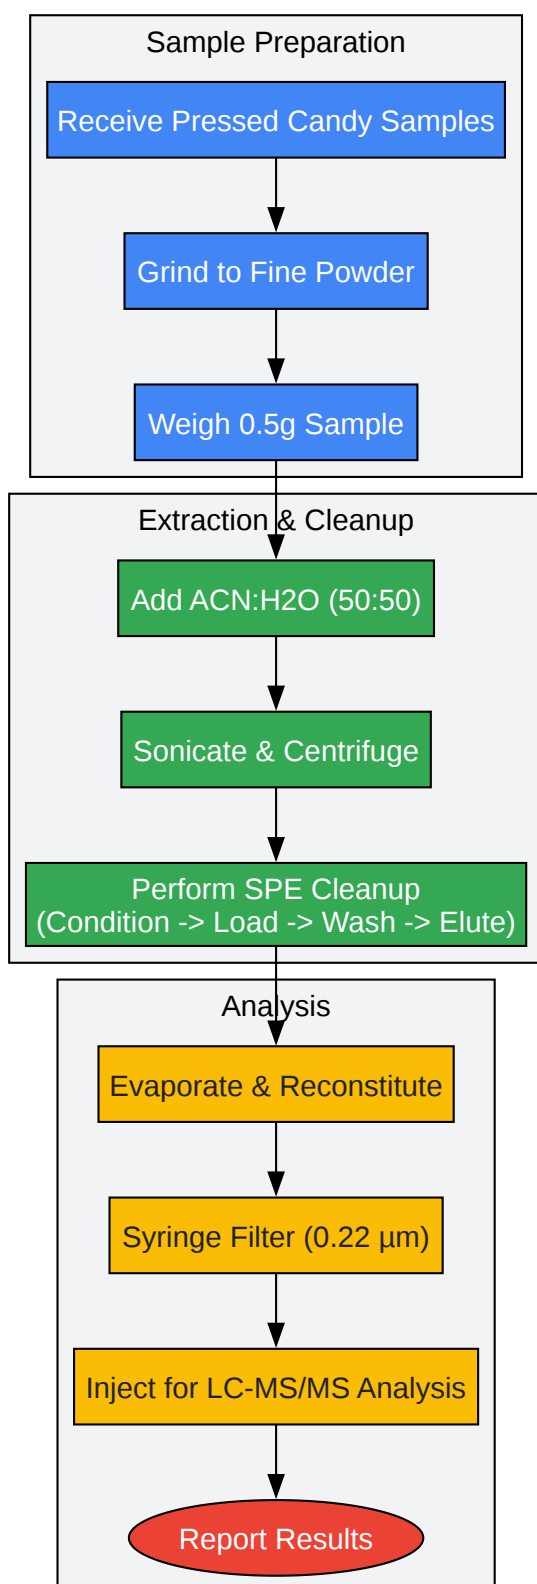 Sample Preparation
Receive Pressed Candy Samples
Grind to Fine Powder
Weigh 0.5g Sample
Extraction & Cleanup
Add ACN:H2O (50:50)
Sonicate & Centrifuge
Perform SPE Cleanup
(Condition -> Load -> Wash -> Elute)
Analysis
Evaporate & Reconstitute
Syringe Filter (0.22 µm)
Inject for LC-MS/MS Analysis
Report Results